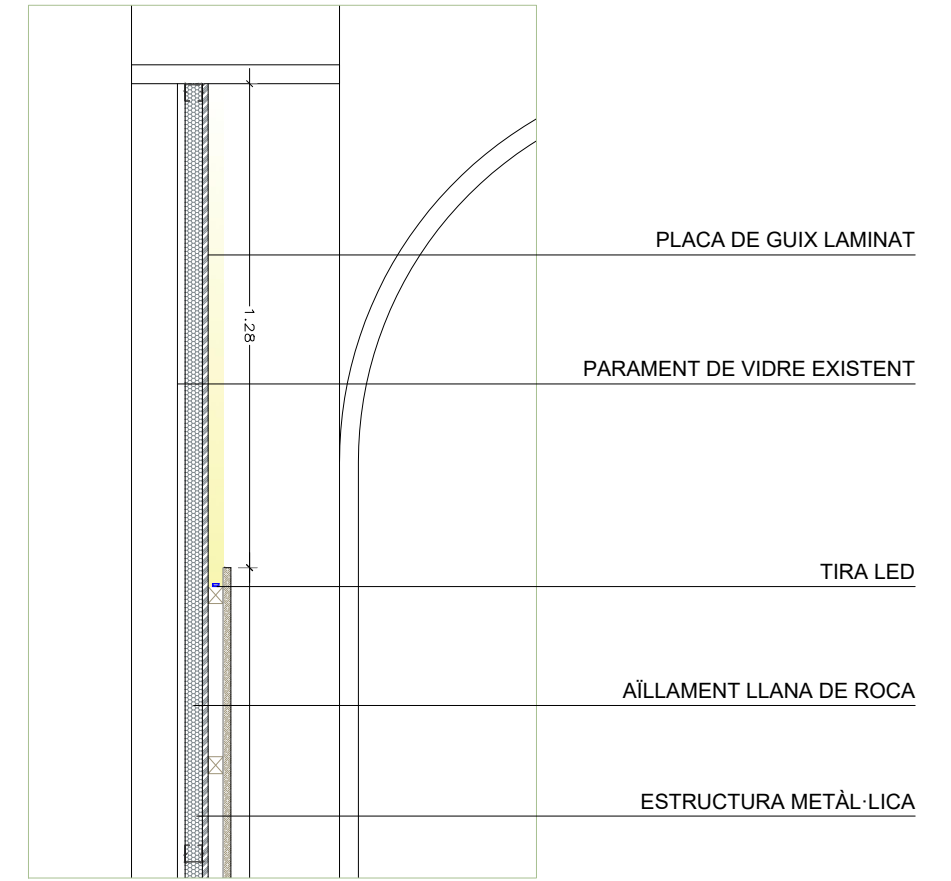 PLACA DE GUIX LAMINAT
1.28
PARAMENT DE VIDRE EXISTENT
TIRA LED
AÏLLAMENT LLANA DE ROCA
ESTRUCTURA METÀL·LICA